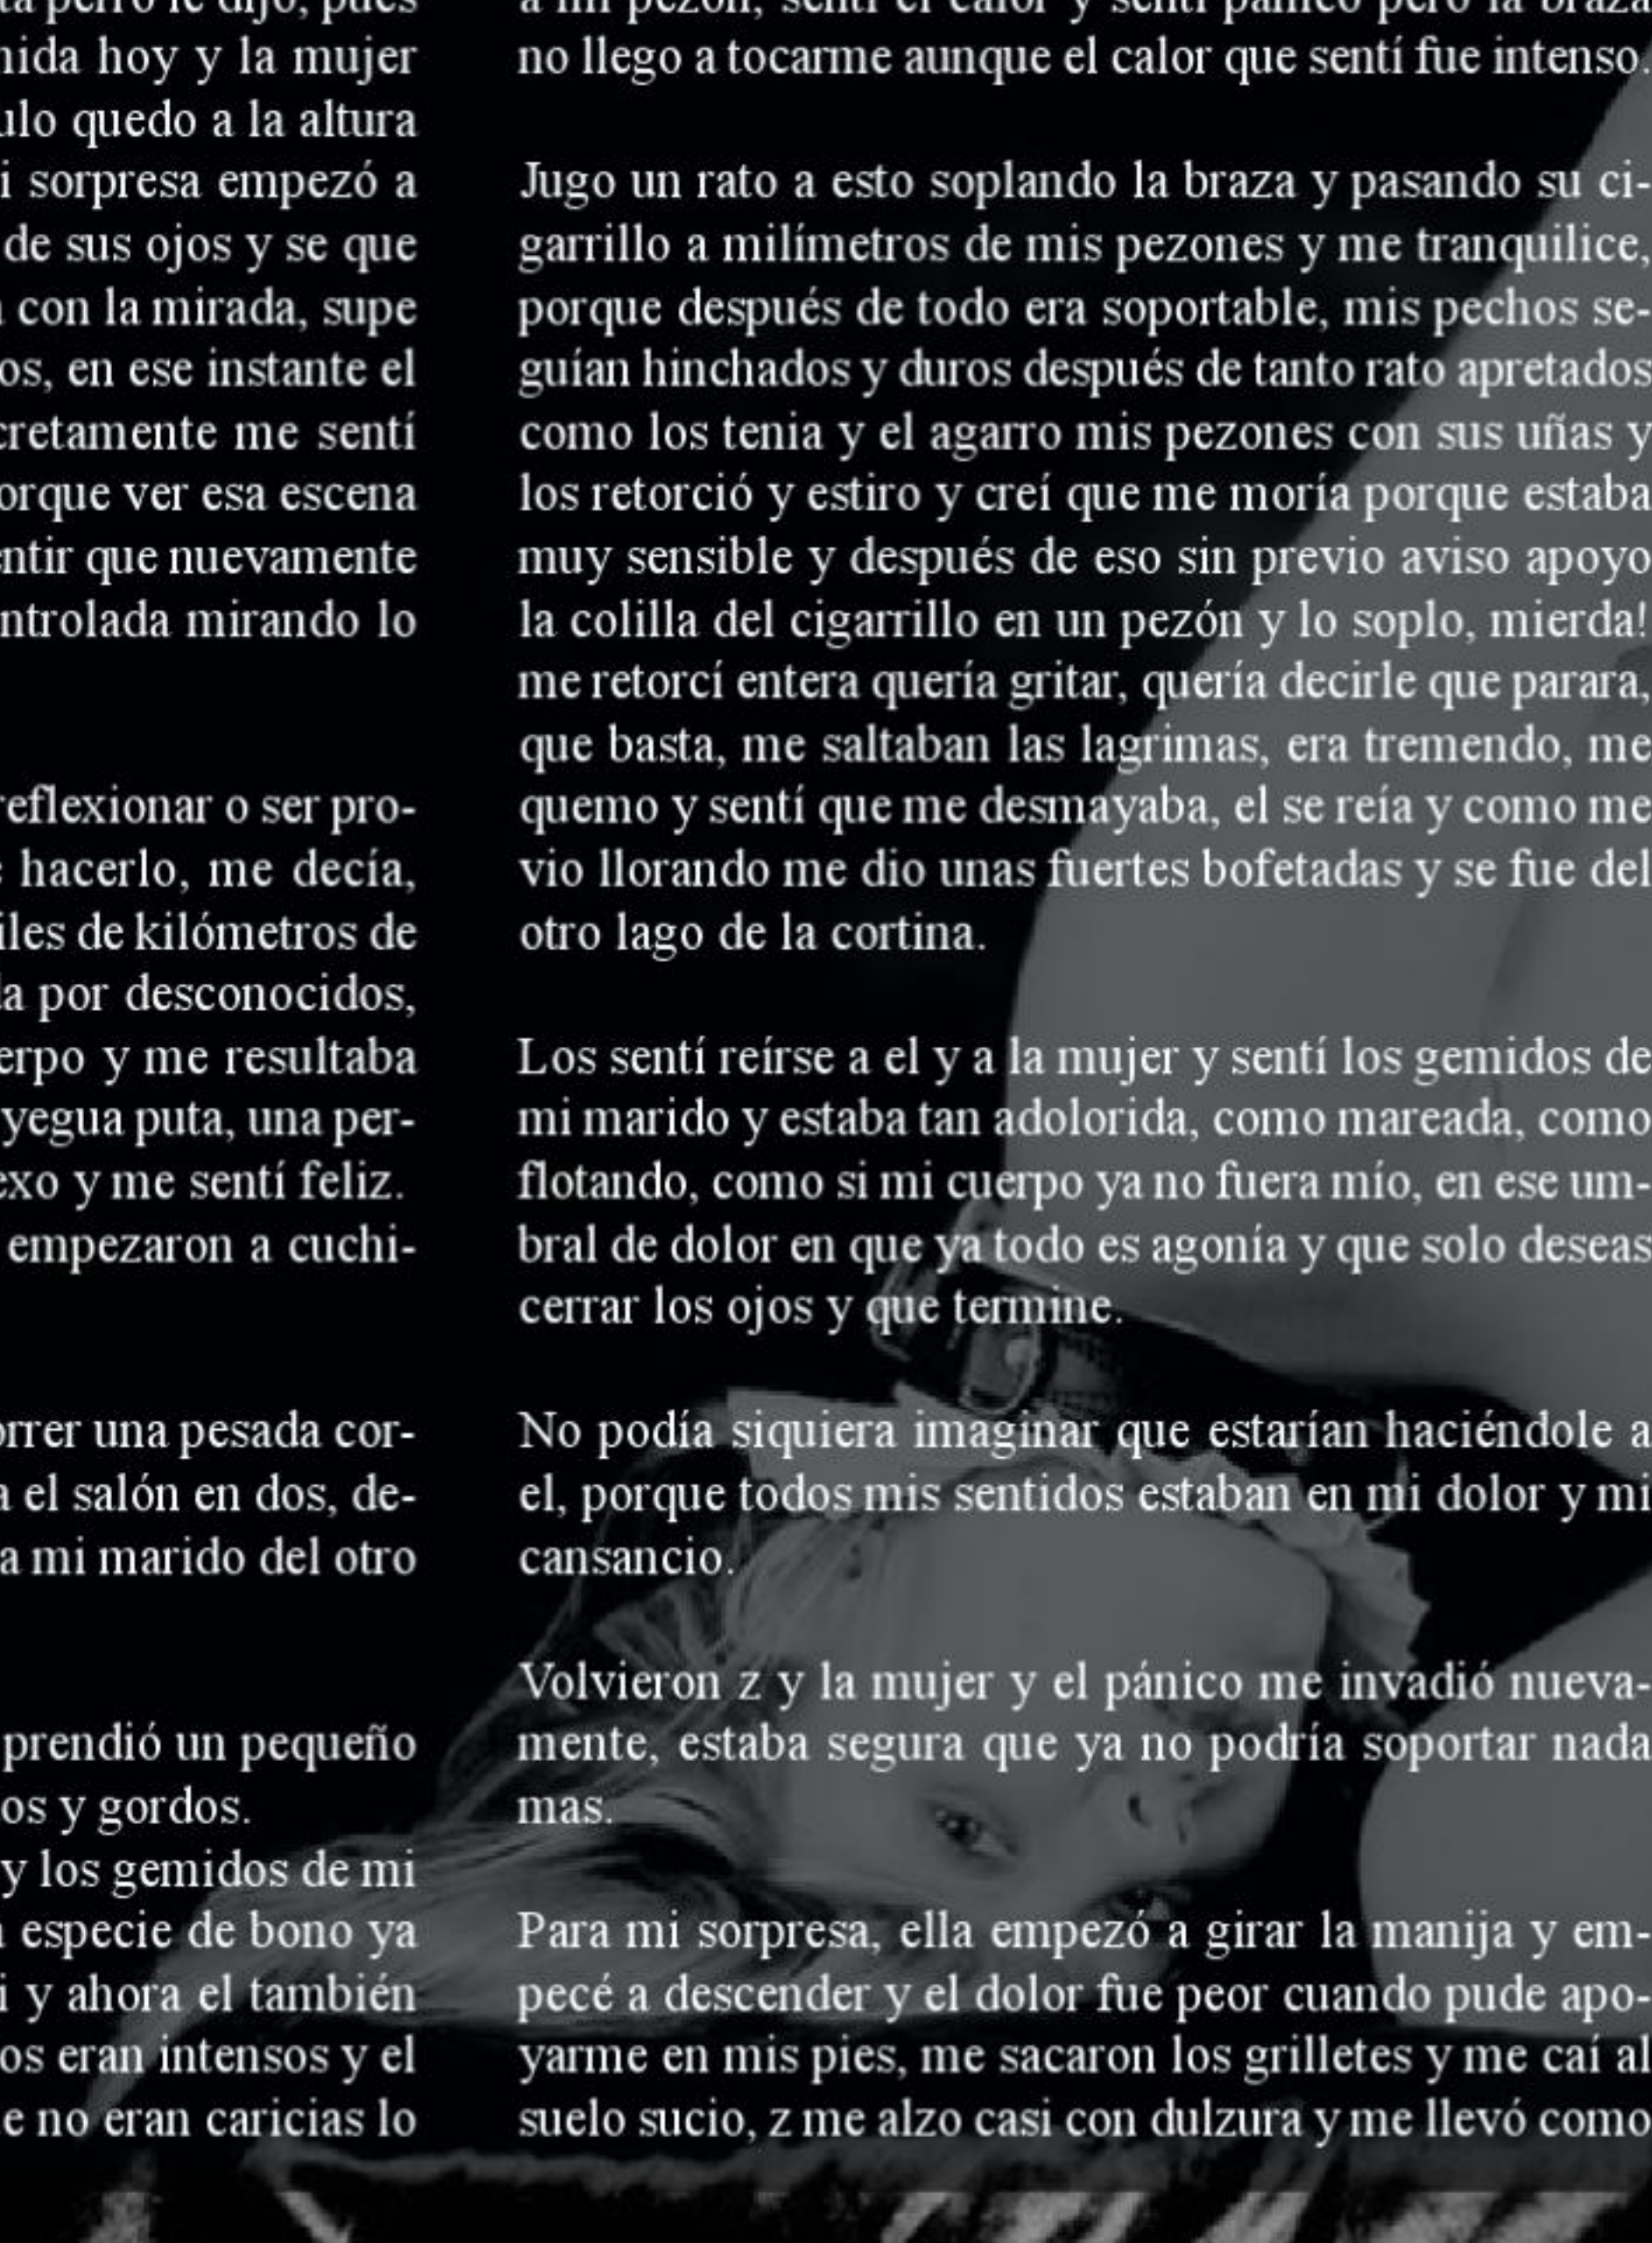 ta perro le dijo, pues
nida hoy y la mujer
ulo quedo a la altura
i sorpresa empezó a
de sus ojos y se que
con la mirada, supe
os, en ese instante el
cretamente me sentí
orque ver esa escena
entir que nuevamente
ntrolada mirando lo
reflexionar o ser pro-
hacerlo, me decía,
iles de kilómetros de
da por desconocidos,
erpo y me resultaba
yegua puta, una per-
exo y me sentí feliz.
empezaron a cuchi-
orrer una pesada cor-
a el salón en dos, de-
a mi marido del otro
prendió un pequeño
os y gordos.
y los gemidos de mi
especie de bono ya
i y ahora el también
os eran intensos y el
e no eran caricias lo
a mi pezón, sentí el calor y sentí pánico pero la braza
no llego a tocarme aunque el calor que sentí fue intenso.
Jugo un rato a esto soplando la braza y pasando su ci-
garrillo a milímetros de mis pezones y me tranquilice,
porque después de todo era soportable, mis pechos se-
guían hinchados y duros después de tanto rato apretados
como los tenia y el agarro mis pezones con sus uñas y
los retorció y estiro y creí que me moría porque estaba
muy sensible y después de eso sin previo aviso apoyo
la colilla del cigarrillo en un pezón y lo soplo, mierda!
me retorcí entera quería gritar, quería decirle que parara,
que basta, me saltaban las lagrimas, era tremendo, me
quemo y sentí que me desmayaba, el se reía y como me
vio llorando me dio unas fuertes bofetadas y se fue del
otro lago de la cortina.
Los sentí reírse a el y a la mujer y sentí los gemidos de
mi marido y estaba tan adolorida, como mareada, como
flotando, como si mi cuerpo ya no fuera mío, en ese um-
bral de dolor en que ya todo es agonía y que solo deseas
cerrar los ojos y que termine.
No podía siquiera imaginar que estarían haciéndole a
el, porque todos mis sentidos estaban en mi dolor y mi
cansancio.
Volvieron z y la mujer y el pánico me invadió nueva-
mente, estaba segura que ya no podría soportar nada
mas.
Para mi sorpresa, ella empezó a girar la manija y em-
pecé a descender y el dolor fue peor cuando pude apo-
yarme en mis pies, me sacaron los grilletes y me caí al
suelo sucio, z me alzo casi con dulzura y me llevó como